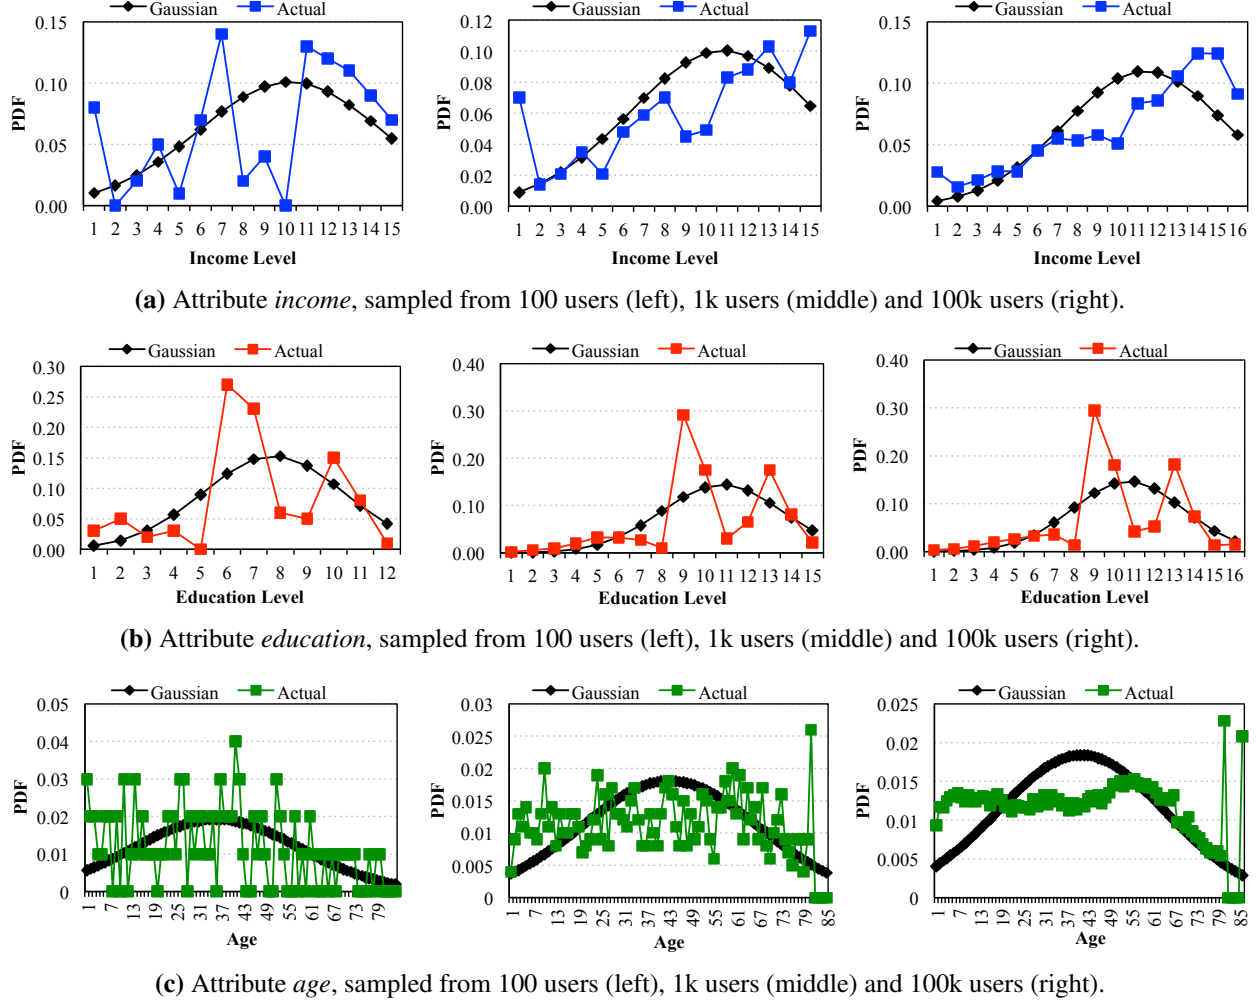 Gaussian Actual
0.15
0.10
0.05
0.00
PDF
1 2 3 4 5 6 7 8 9 10 11 12 13 14 15
Income Level
Gaussian Actual
0.12
0.10
0.08
0.06
0.04
0.02
0.00
PDF
1 2 3 4 5 6 7 8 9 10 11 12 13 14 15
Income Level
Gaussian Actual
0.15
0.10
0.05
0.00
PDF
1 2 3 4 5 6 7 8 9 10 11 12 13 14 15 16
Income Level
(a) Attribute income, sampled from 100 users (left), 1k users (middle) and 100k users (right).
Gaussian Actual
0.30
0.25
0.20
0.15
0.10
0.05
0.00
PDF
1 2 3 4 5 6 7 8 9 10 11 12
Education Level
Gaussian Actual
0.40
0.30
0.20
0.10
0.00
PDF
1 2 3 4 5 6 7 8 9 10 11 12 13 14 15
Education Level
Gaussian Actual
0.40
0.30
0.20
0.10
0.00
PDF
1 2 3 4 5 6 7 8 9 10 11 12 13 14 15 16
Education Level
(b) Attribute education, sampled from 100 users (left), 1k users (middle) and 100k users (right).
Gaussian Actual
0.05
0.04
0.03
0.02
0.01
0
PDF
1 7 13 19 25 31 37 43 49 55 61 67 73 79
Age
Gaussian Actual
0.03
0.025
0.02
0.015
0.01
0.005
0
PDF
1 7 13 19 25 31 37 43 49 55 61 67 73 79 85
Age
Gaussian Actual
0.025
0.02
0.015
0.01
0.005
0
PDF
1 7 13 19 25 31 37 43 49 55 61 67 73 79 85
Age
(c) Attribute age, sampled from 100 users (left), 1k users (middle) and 100k users (right).